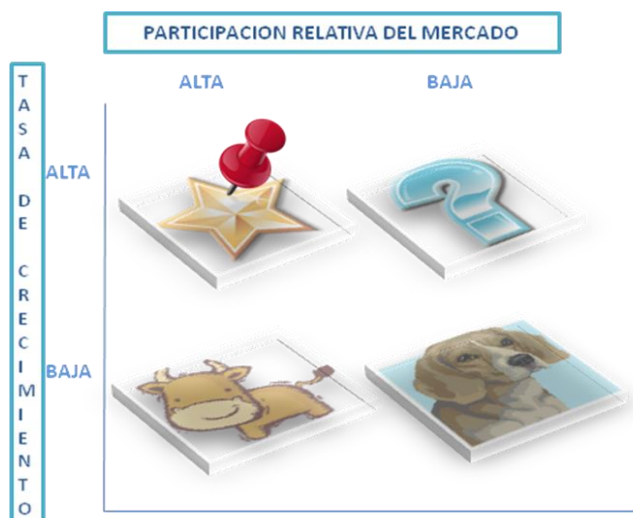 PARTICIPACION RELATIVA DEL MERCADO
ALTA BAJA
TASA DE CRECIMIENTO
ALTA
BAJA